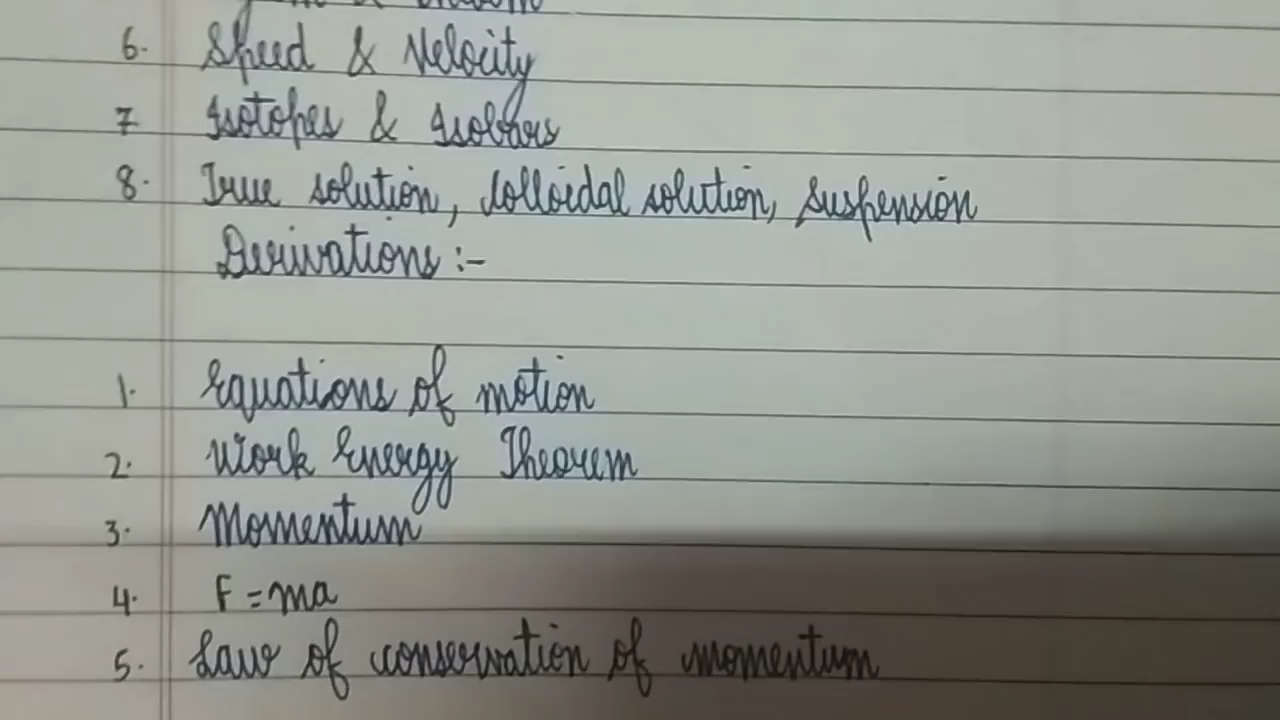 6. Speed & Velocity
7 Isotopes & Isobars
8. True solution, colloidal solution, suspension
Derivations :-
1. Equations of motion
2. Work Energy Theorem
3. Momentum
4. F = ma
5. Law of conservation of momentum